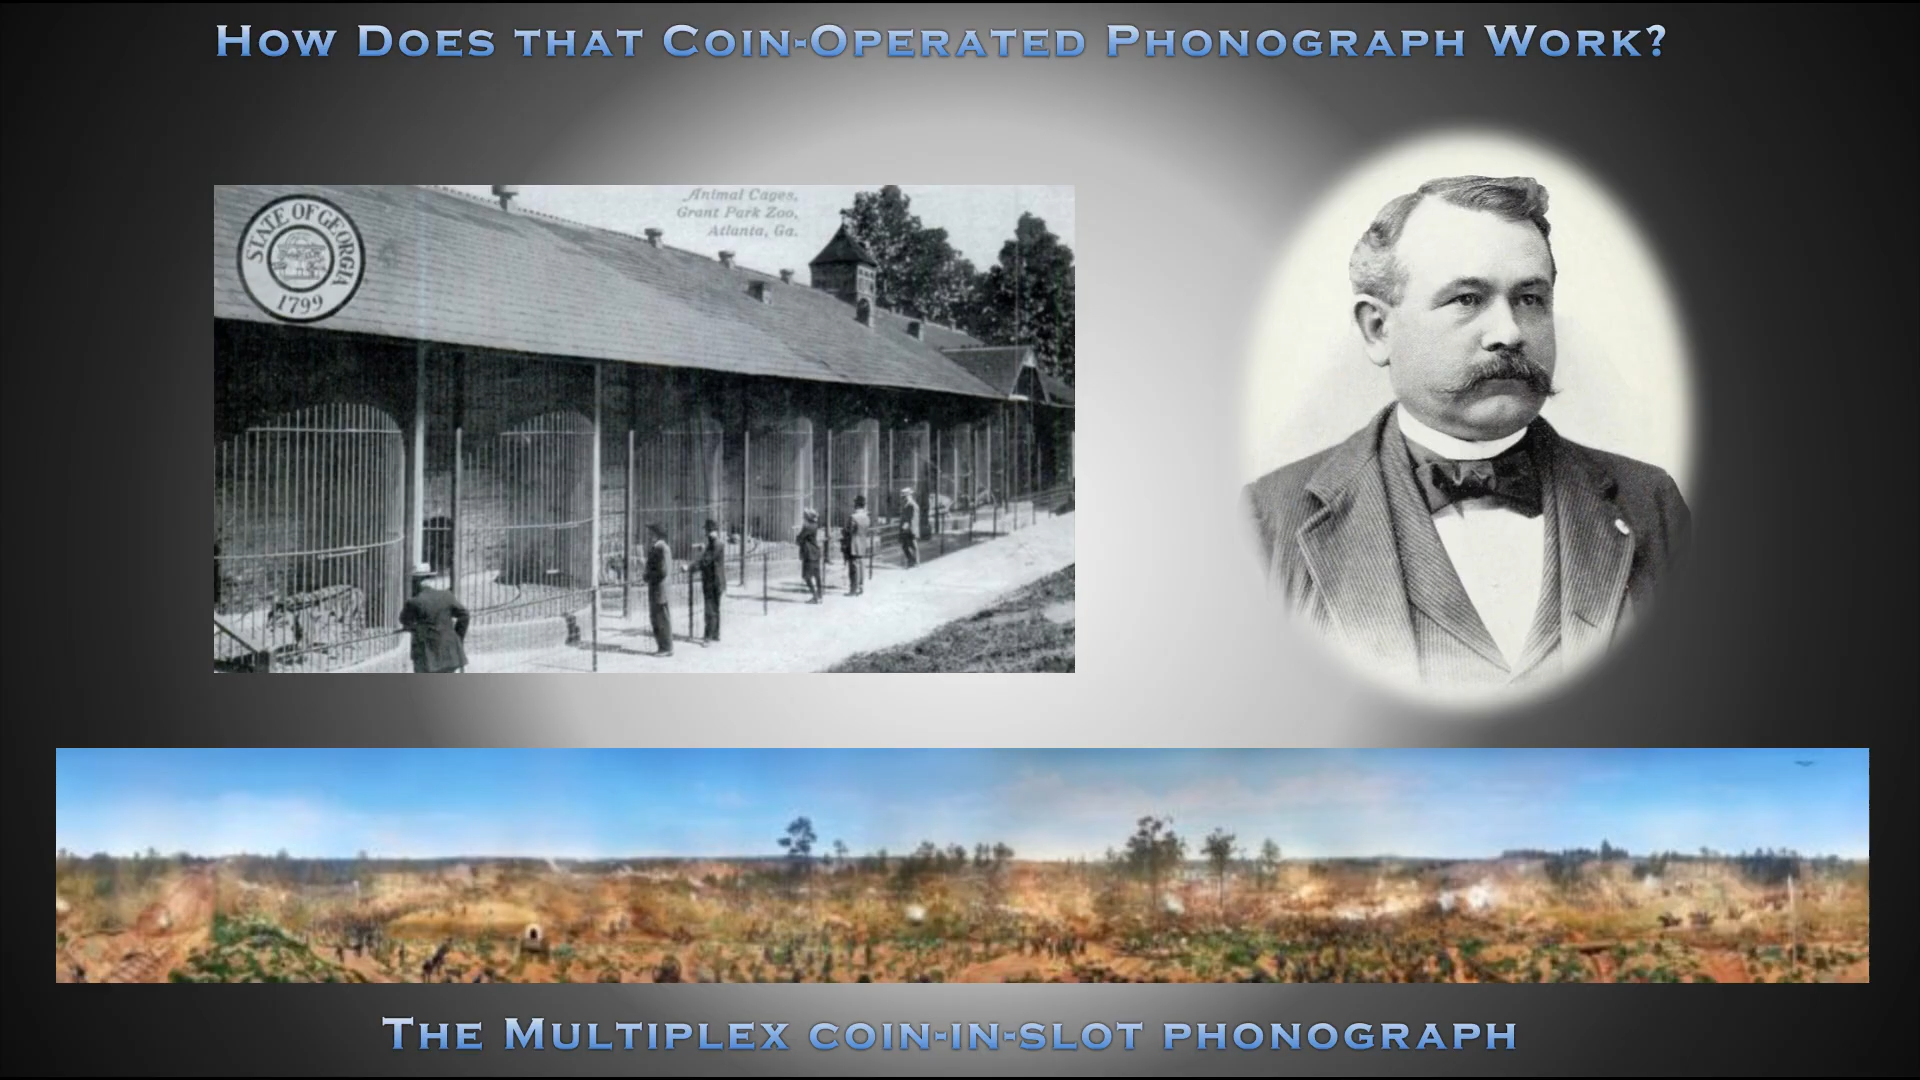 How Does that Coin-Operated Phonograph Work?
Animal Cages,
Grant Park Zoo,
Atlanta, Ga.
STATE OF GEORGIA
1799
The Multiplex coin-in-slot phonograph